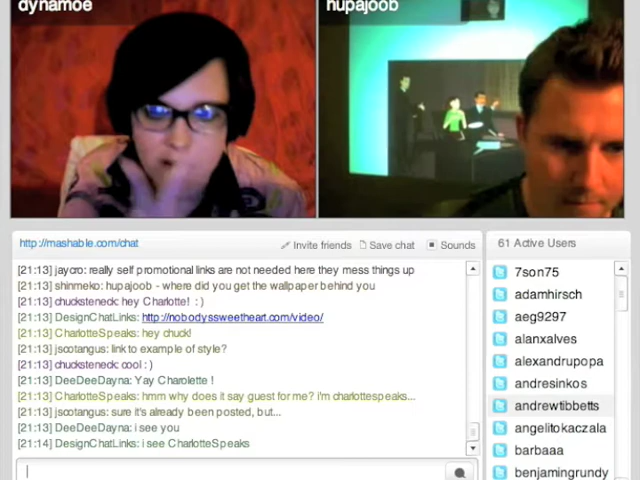 dynamoe
hupajoob
http://mashable.com/chat
Invite friends
Save chat
Sounds
61 Active Users
[21:13] jaycro: really self promotional links are not needed here they mess things up
[21:13] shinmeko: hupajoob - where did you get the wallpaper behind you
[21:13] chucksteneck: hey Charlotte! : )
[21:13] DesignChatLinks: http://nobodyssweetheart.com/video/
[21:13] CharlotteSpeaks: hey chuck!
[21:13] jscotangus: link to example of style?
[21:13] chucksteneck: cool : )
[21:13] DeeDeeDayna: Yay Charolette !
[21:13] CharlotteSpeaks: hmm why does it say guest for me? i'm charlottespeaks...
[21:13] jscotangus: sure it's already been posted, but...
[21:13] DeeDeeDayna: i see you
[21:14] DesignChatLinks: i see CharlotteSpeaks
7son75
adamhirsch
aeg9297
alanxalves
alexandrupopa
andresinkos
andrewtibbetts
angelitokaczala
barbaaa
benjamingrundy